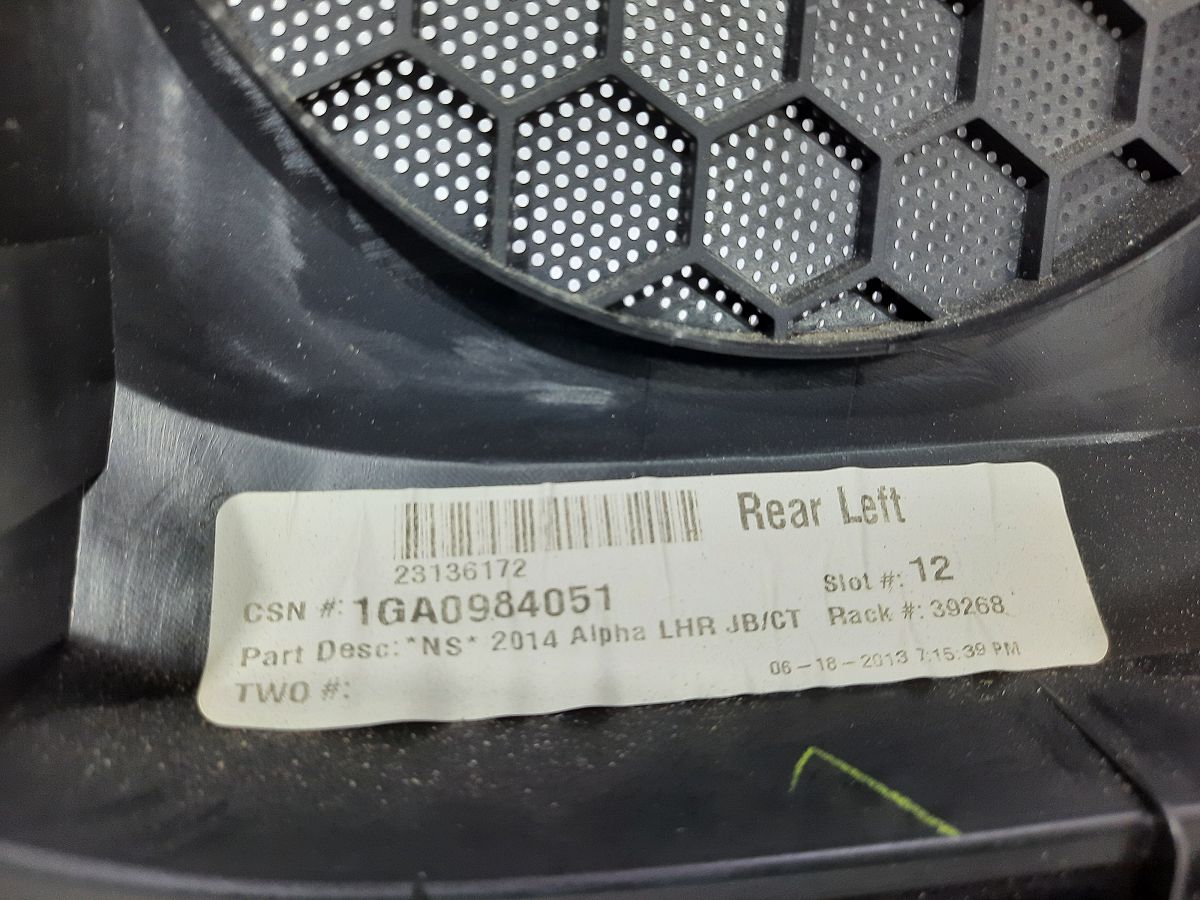 Rear Left
23136172
Slot #: 12
CSN #: 1GA0984051
Rack #: 39268
Part Desc: *NS* 2014 Alpha LHR JB/CT
06-18-2013 7:15:39 PM
TWO #: